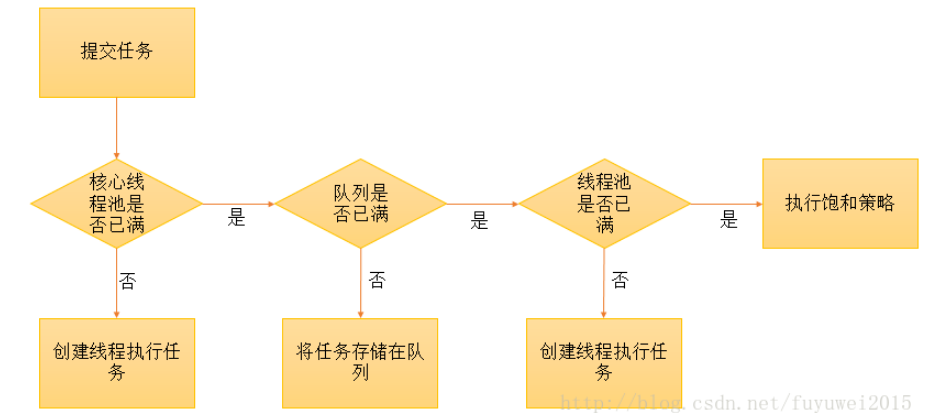 提交任务
核心线
程池是
否已满
是
队列是
否已满
是
线程池
是否已
满
是
执行饱和策略
否
否
否
创建线程执行任
务
将任务存储在队
列
创建线程执行任
务
http://blog.csdn.net/fuyuwei2015